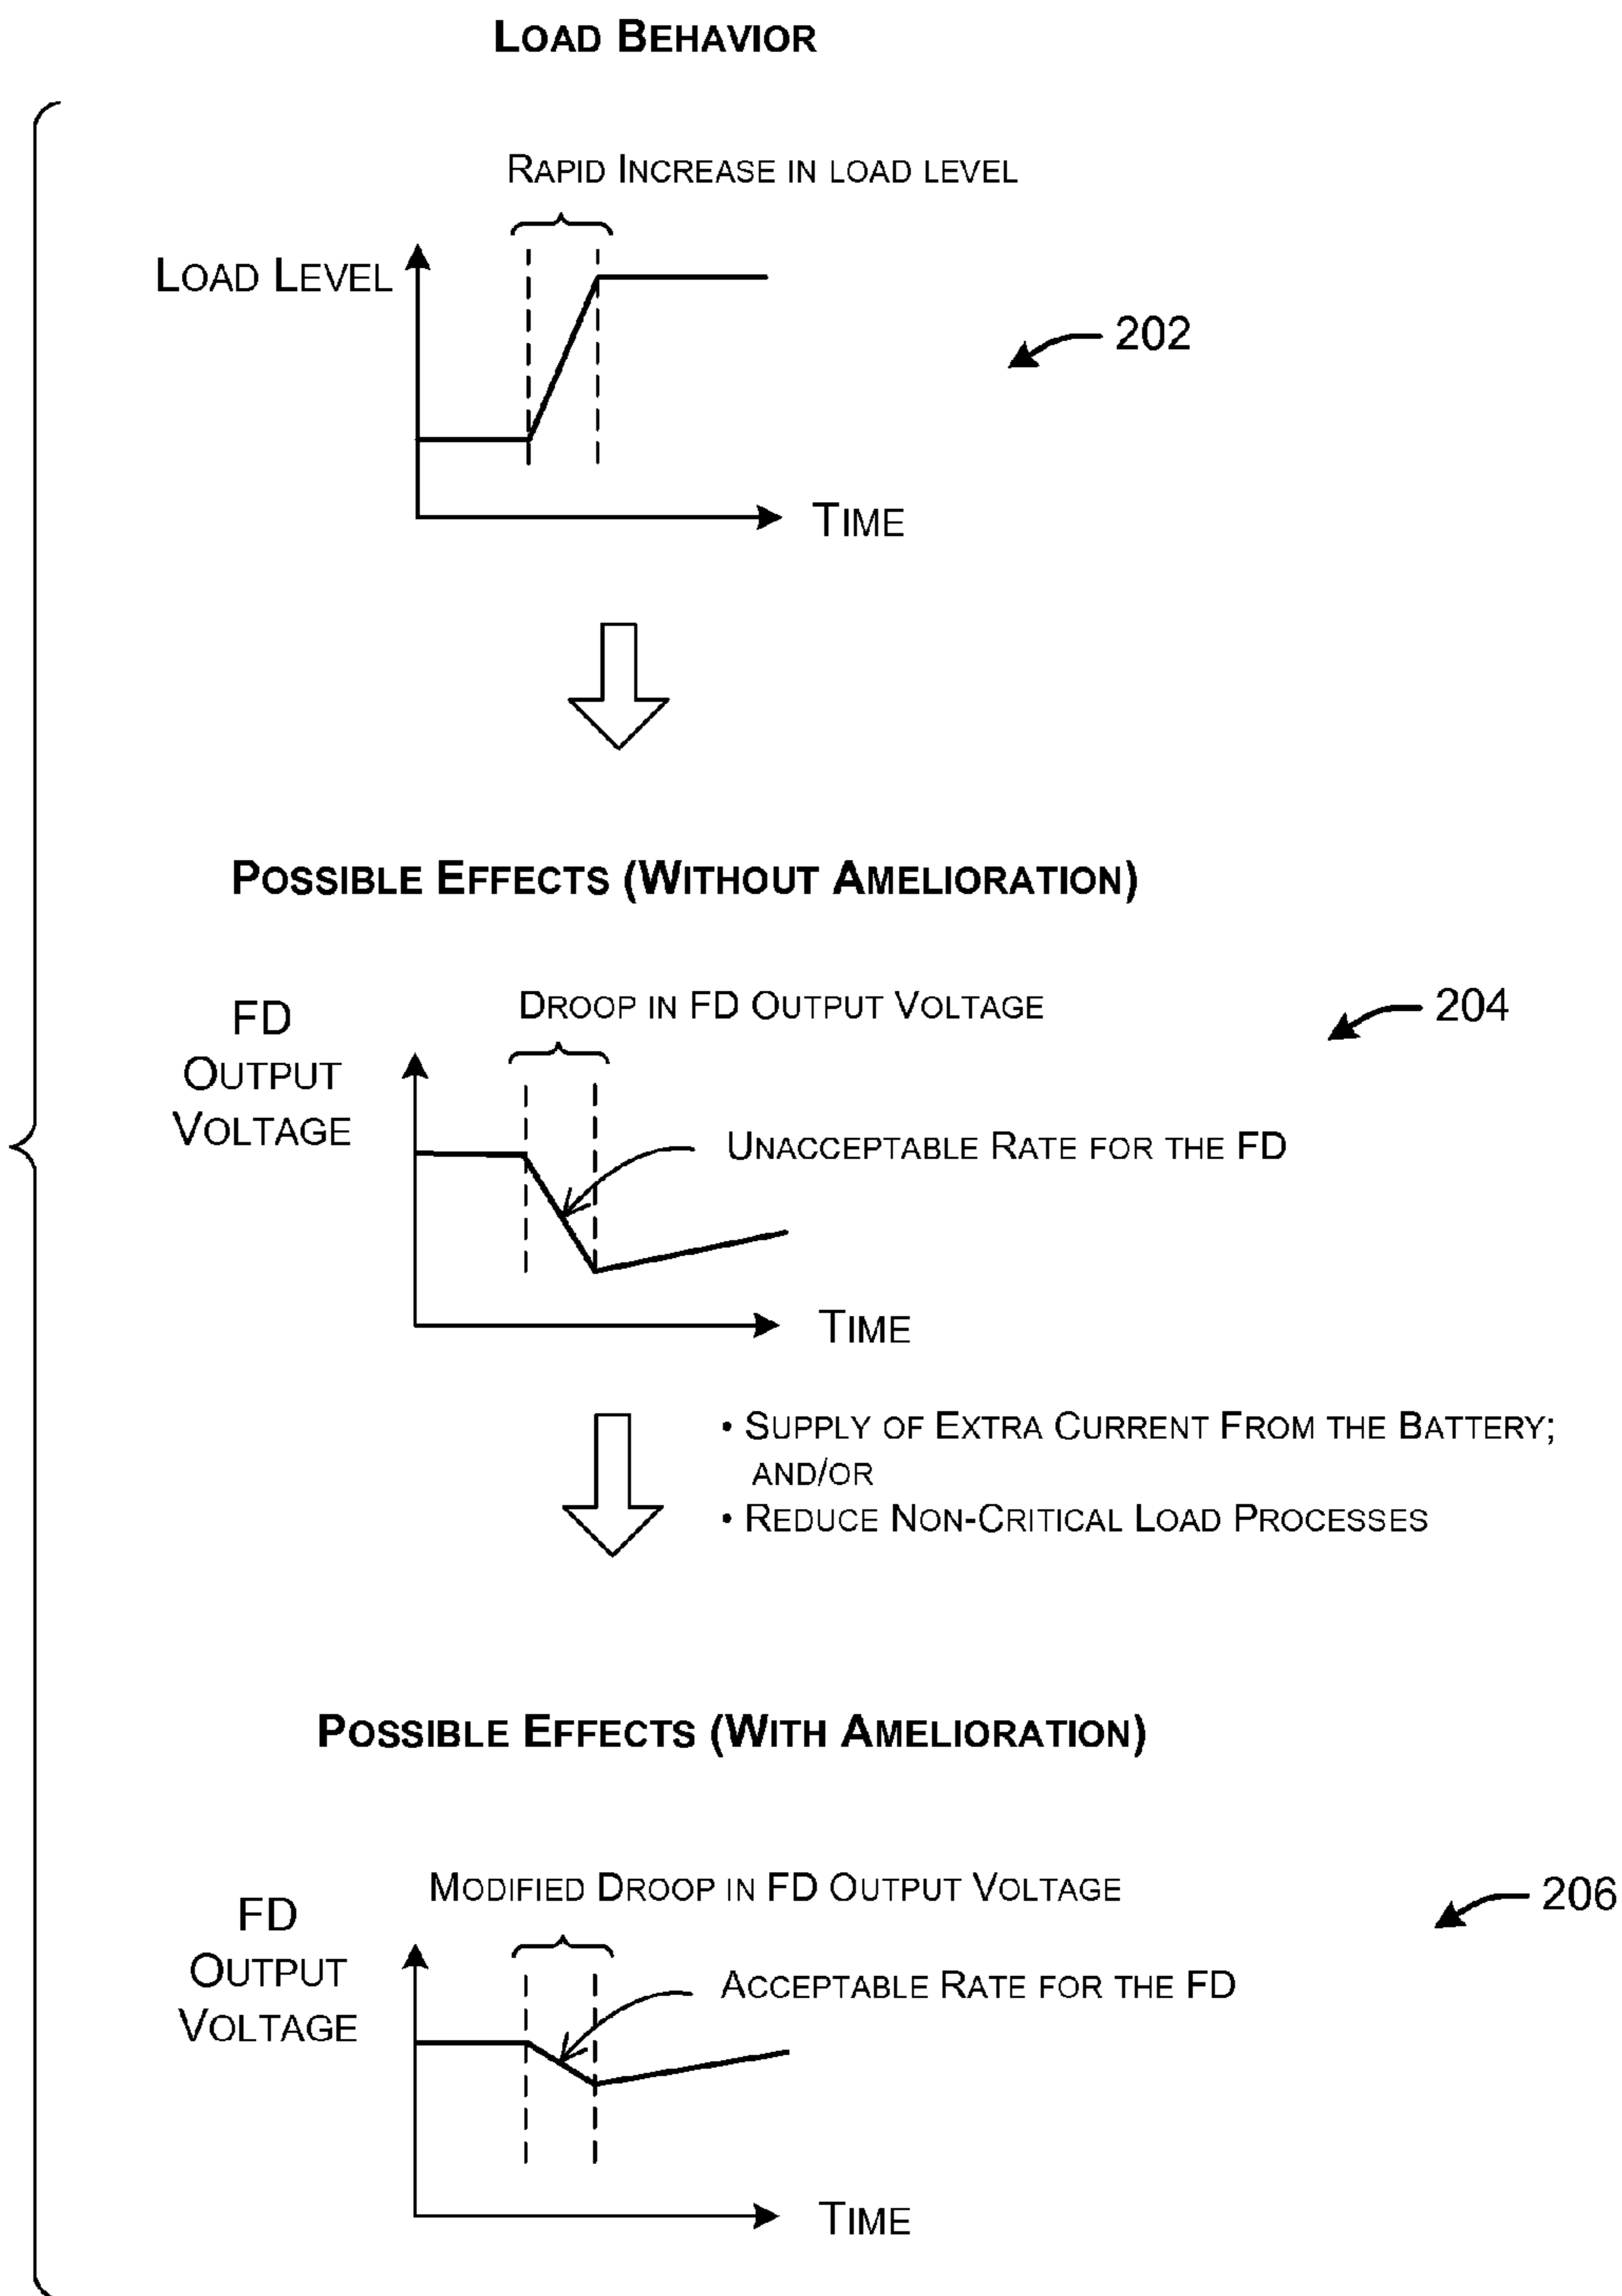 LOAD BEHAVIOR
RAPID INCREASE IN LOAD LEVEL
LOAD LEVEL
202
TIME
POSSIBLE EFFECTS (WITHOUT AMELIORATION)
FD
OUTPUT
VOLTAGE
DROOP IN FD OUTPUT VOLTAGE
204
UNACCEPTABLE RATE FOR THE FD
TIME
• SUPPLY OF EXTRA CURRENT FROM THE BATTERY;
AND/OR
• REDUCE NON-CRITICAL LOAD PROCESSES
POSSIBLE EFFECTS (WITH AMELIORATION)
MODIFIED DROOP IN FD OUTPUT VOLTAGE
206
FD
OUTPUT
VOLTAGE
ACCEPTABLE RATE FOR THE FD
TIME